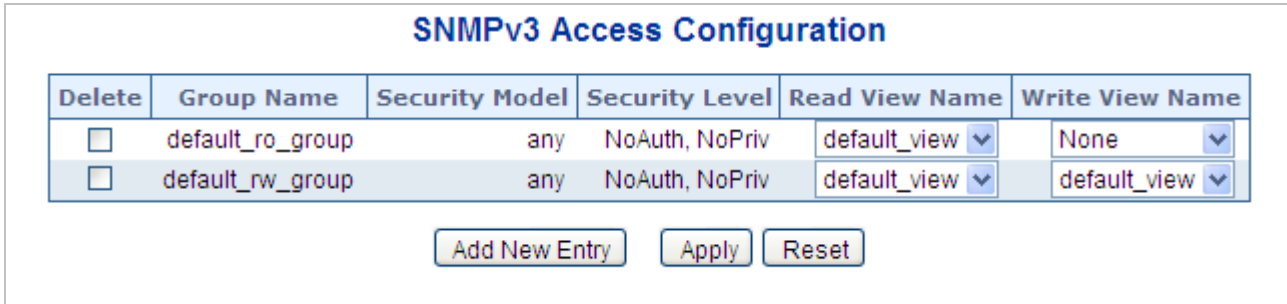 SNMPv3 Access Configuration
Delete Group Name Security Model Security Level Read View Name Write View Name
default_ro_group any NoAuth, NoPriv default_view None
default_rw_group any NoAuth, NoPriv default_view default_view
Add New Entry Apply Reset